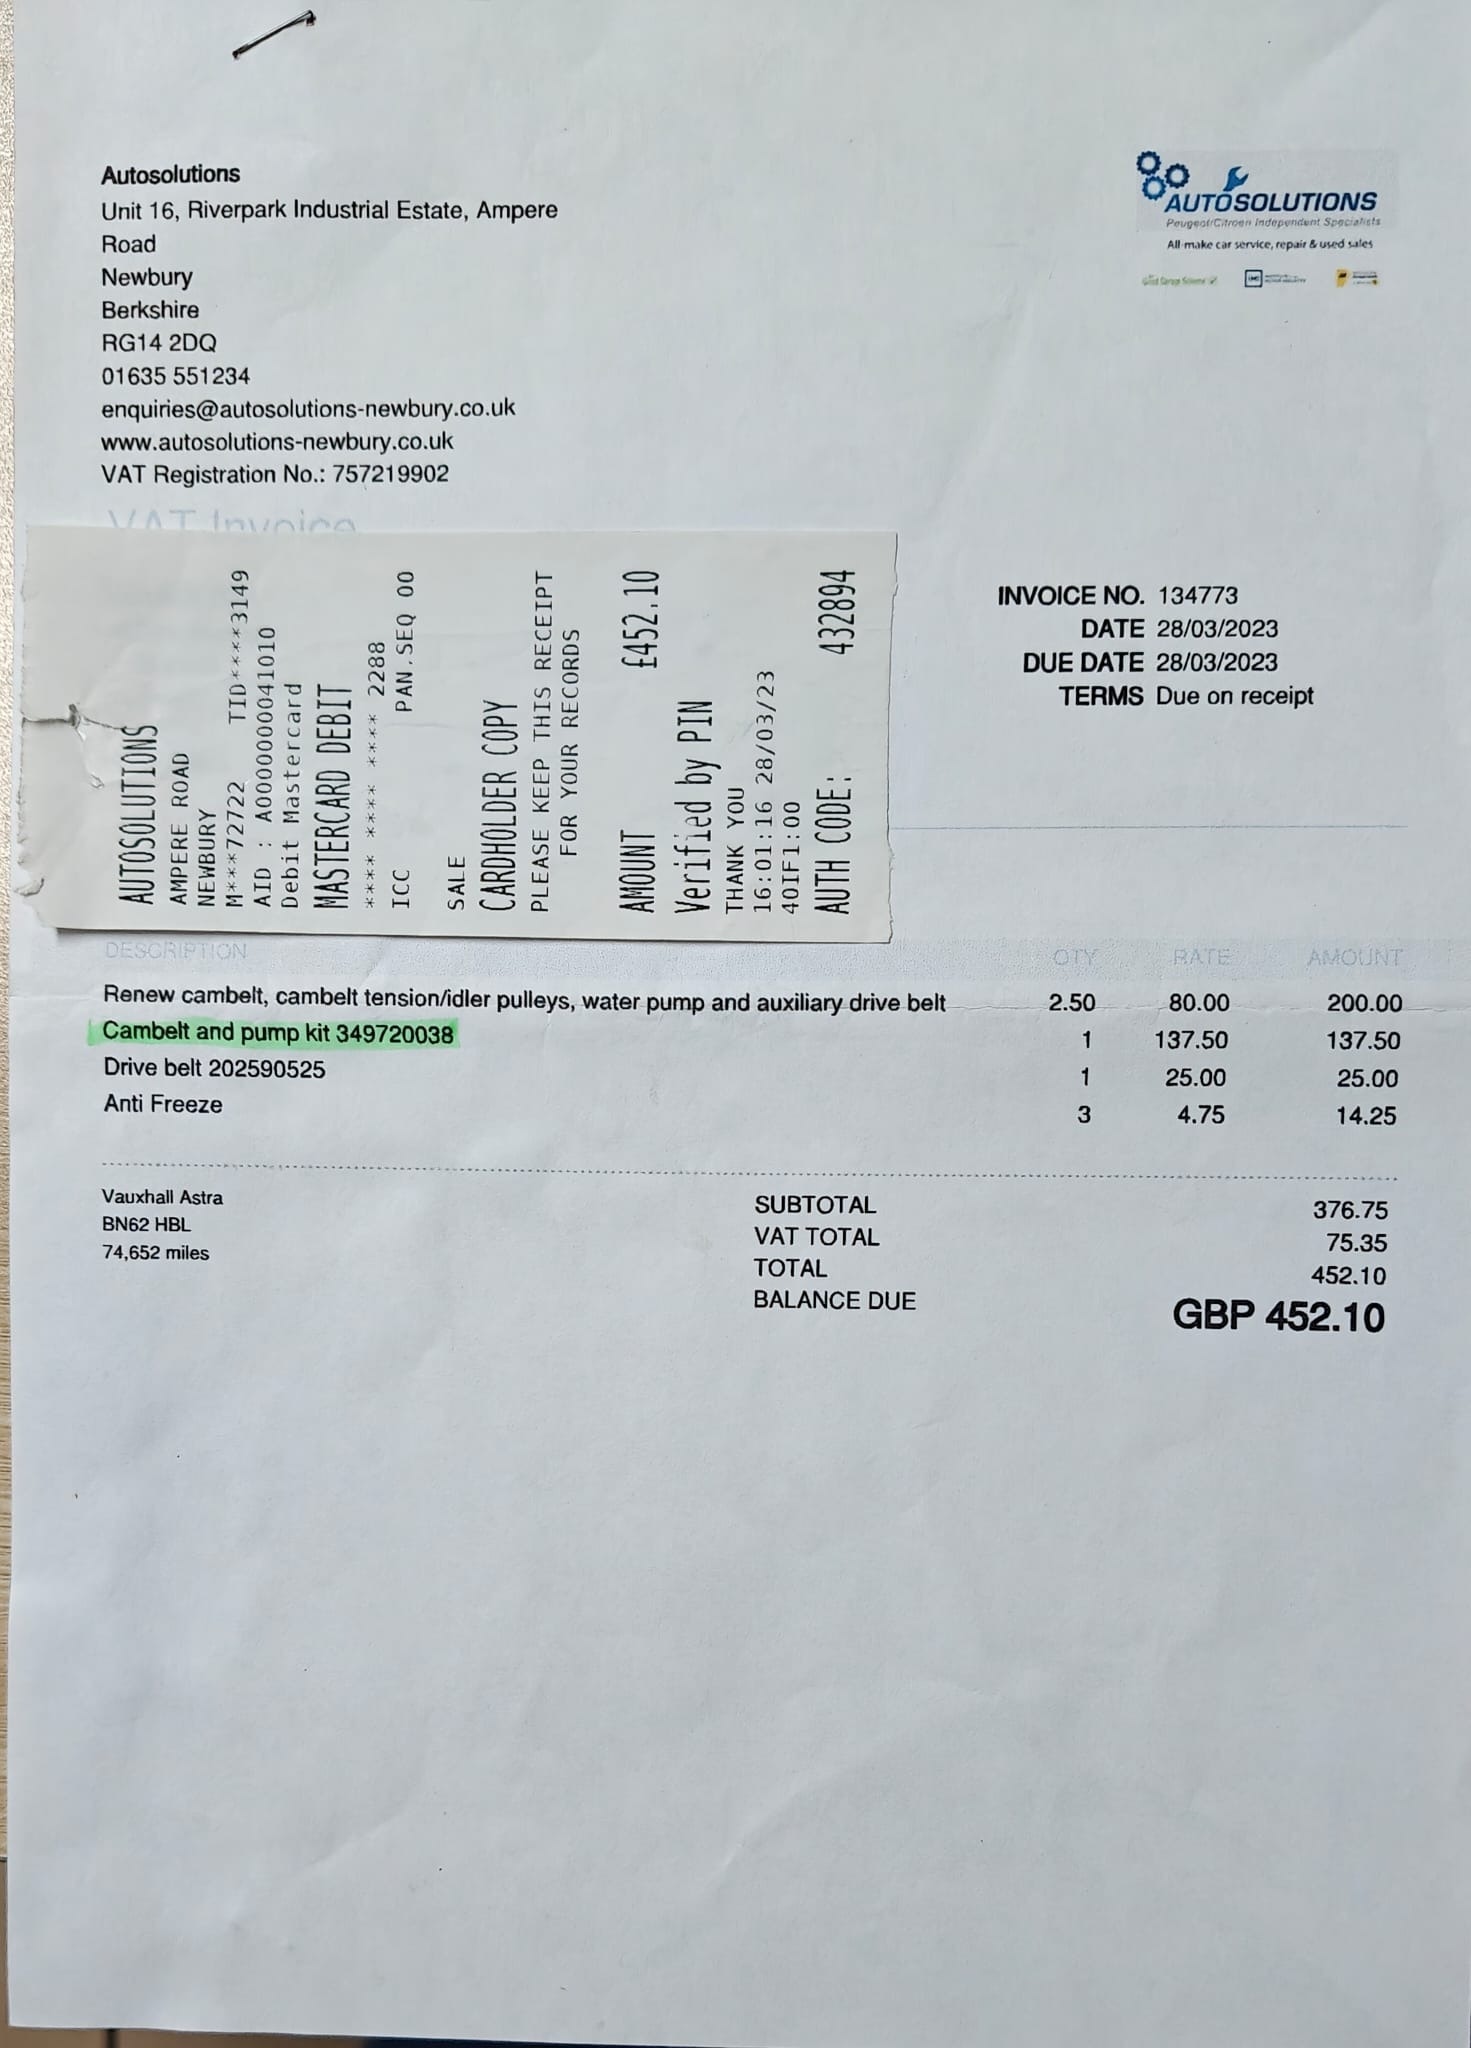 Autosolutions
Unit 16, Riverpark Industrial Estate, Ampere
Road
Newbury
Berkshire
RG14 2DQ
01635 551234
enquiries@autosolutions-newbury.co.uk
www.autosolutions-newbury.co.uk
VAT Registration No.: 757219902
AUTOSOLUTIONS
Peugeot/Citroen Independent Specialists
All make car service, repair & used sales
Good Garage Scheme
VAT Invoice
AUTOSOLUTIONS
AMPERE ROAD
NEWBURY
M***72722 TID****3149
AID : A0000000041010
Debit Mastercard
MASTERCARD DEBIT
**** **** **** 2288
ICC PAN.SEQ 00
SALE
CARDHOLDER COPY
PLEASE KEEP THIS RECEIPT
FOR YOUR RECORDS
AMOUNT £452.10
Verified by PIN
THANK YOU
16:01:16 28/03/23
40IF1:00
AUTH CODE: 432894
INVOICE NO. 134773
DATE 28/03/2023
DUE DATE 28/03/2023
TERMS Due on receipt
DESCRIPTION QTY RATE AMOUNT
Renew cambelt, cambelt tension/idler pulleys, water pump and auxiliary drive belt 2.50 80.00 200.00
Cambelt and pump kit 349720038 1 137.50 137.50
Drive belt 202590525 1 25.00 25.00
Anti Freeze 3 4.75 14.25
Vauxhall Astra
BN62 HBL
74,652 miles
SUBTOTAL 376.75
VAT TOTAL 75.35
TOTAL 452.10
BALANCE DUE GBP 452.10